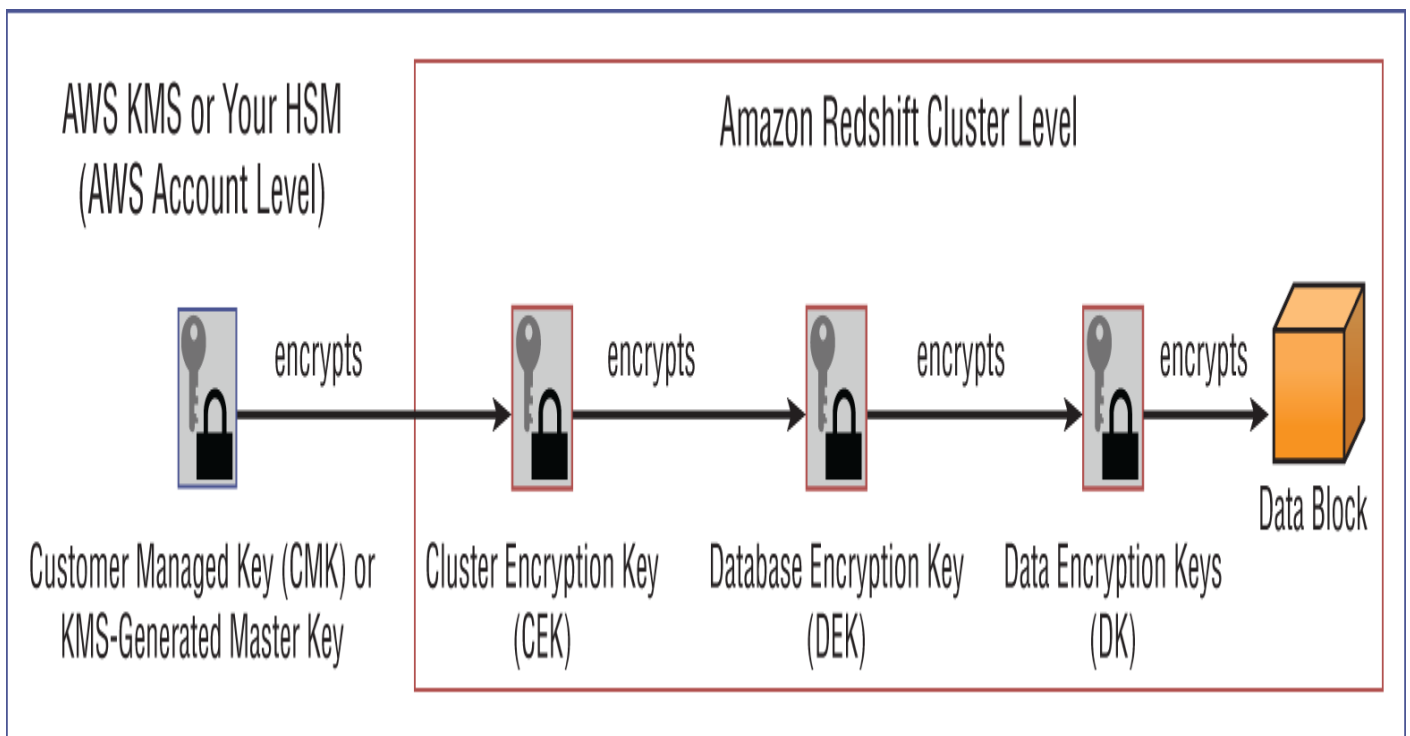 AWS KMS or Your HSM
(AWS Account Level)
Amazon Redshift Cluster Level
encrypts
encrypts
encrypts
encrypts
Customer Managed Key (CMK) or
KMS-Generated Master Key
Cluster Encryption Key
(CEK)
Database Encryption Key
(DEK)
Data Encryption Keys
(DK)
Data Block